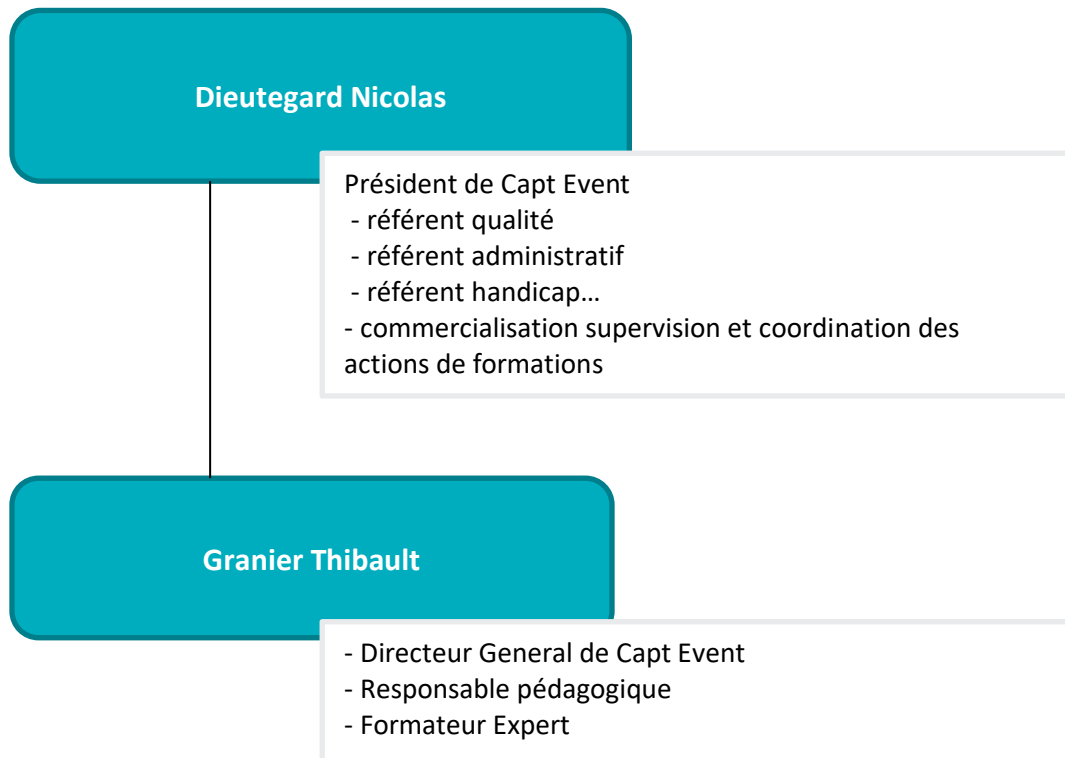 Dieutegard Nicolas
Président de Capt Event
- référent qualité
- référent administratif
- référent handicap...
- commercialisation supervision et coordination des
actions de formations
Granier Thibault
- Directeur General de Capt Event
- Responsable pédagogique
- Formateur Expert